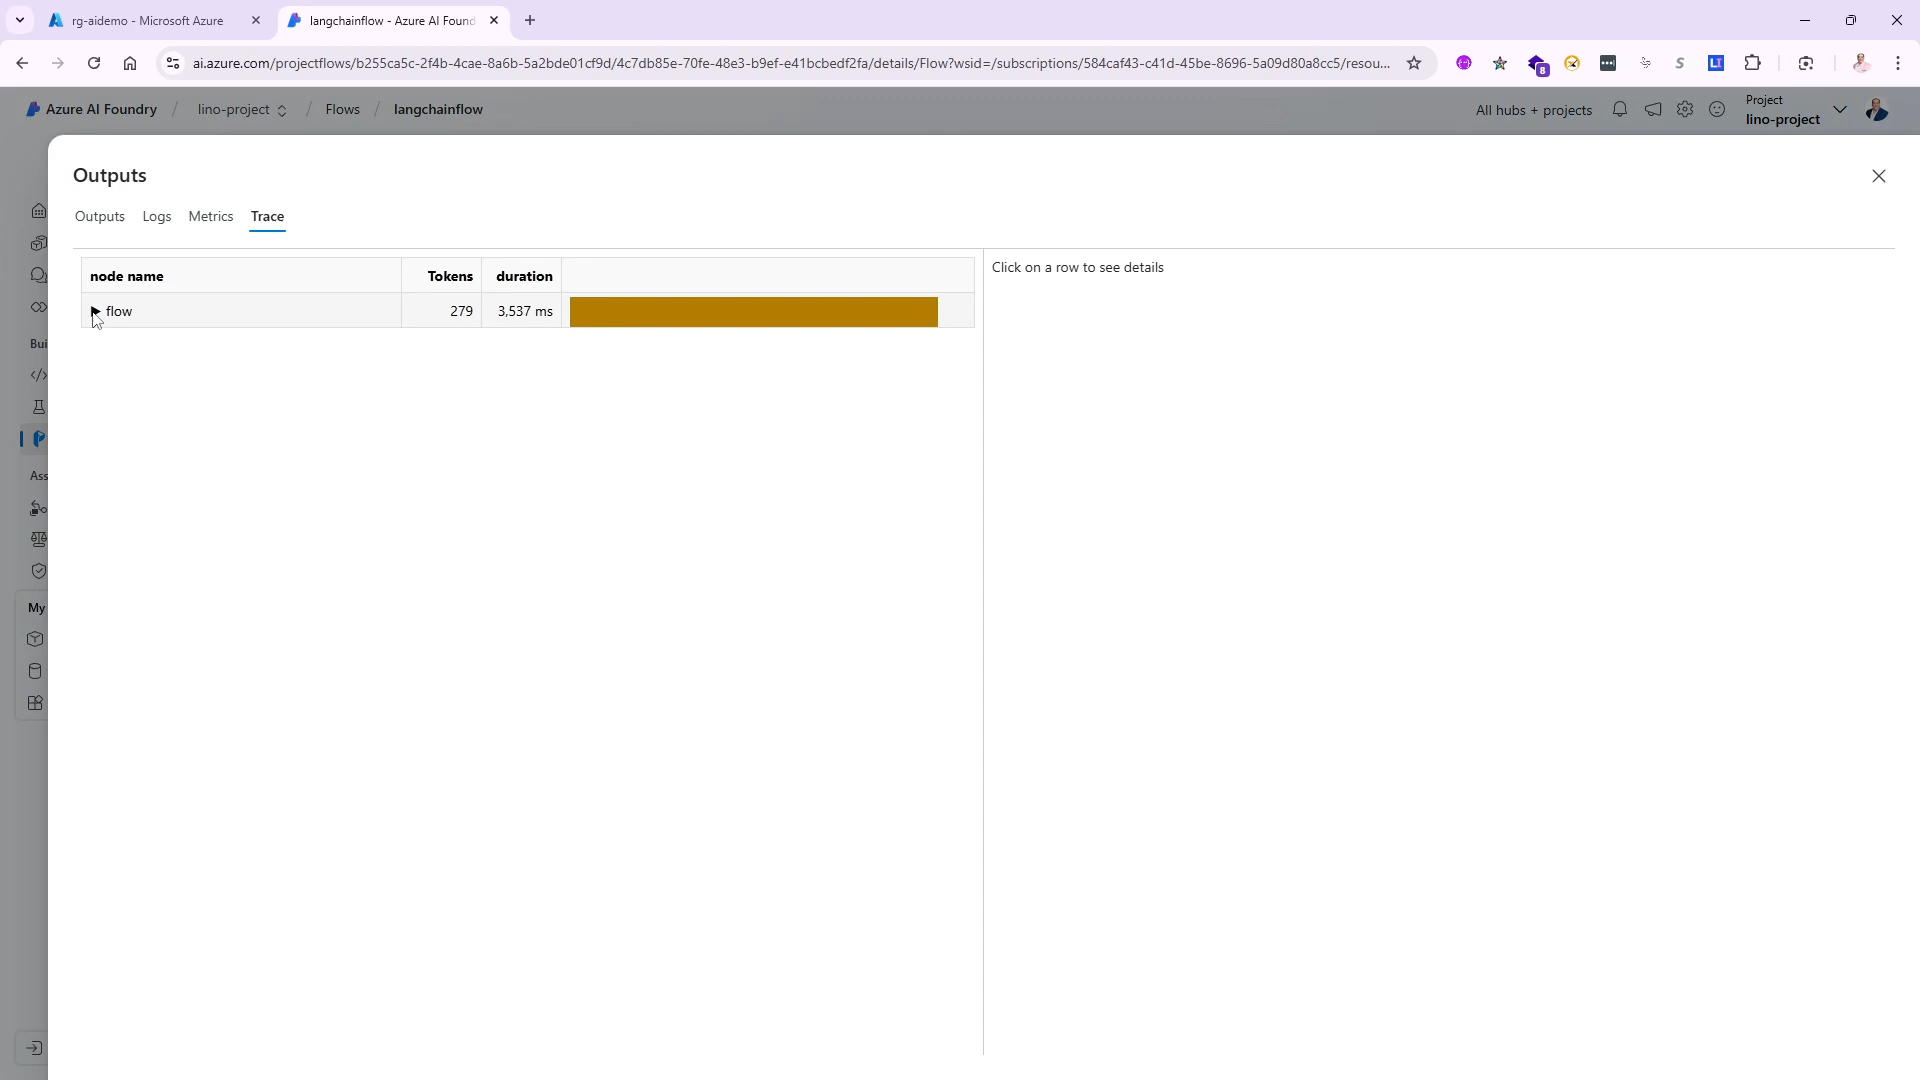 rg-aidemo - Microsoft Azure
langchainflow - Azure AI Found
ai.azure.com/projectflows/b255ca5c-2f4b-4cae-8a6b-5a2bde01cf9d/4c7db85e-70fe-48e3-b9ef-e41bcbedf2fa/details/Flow?wsid=/subscriptions/584caf43-c41d-45be-8696-5a09d80a8cc5/resou...
8
LT
S
Azure AI Foundry / lino-project / Flows / langchainflow
All hubs + projects
Project
lino-project
Outputs
Outputs Logs Metrics Trace
node name Tokens duration
flow 279 3,537 ms
Click on a row to see details
Bui
Ass
My